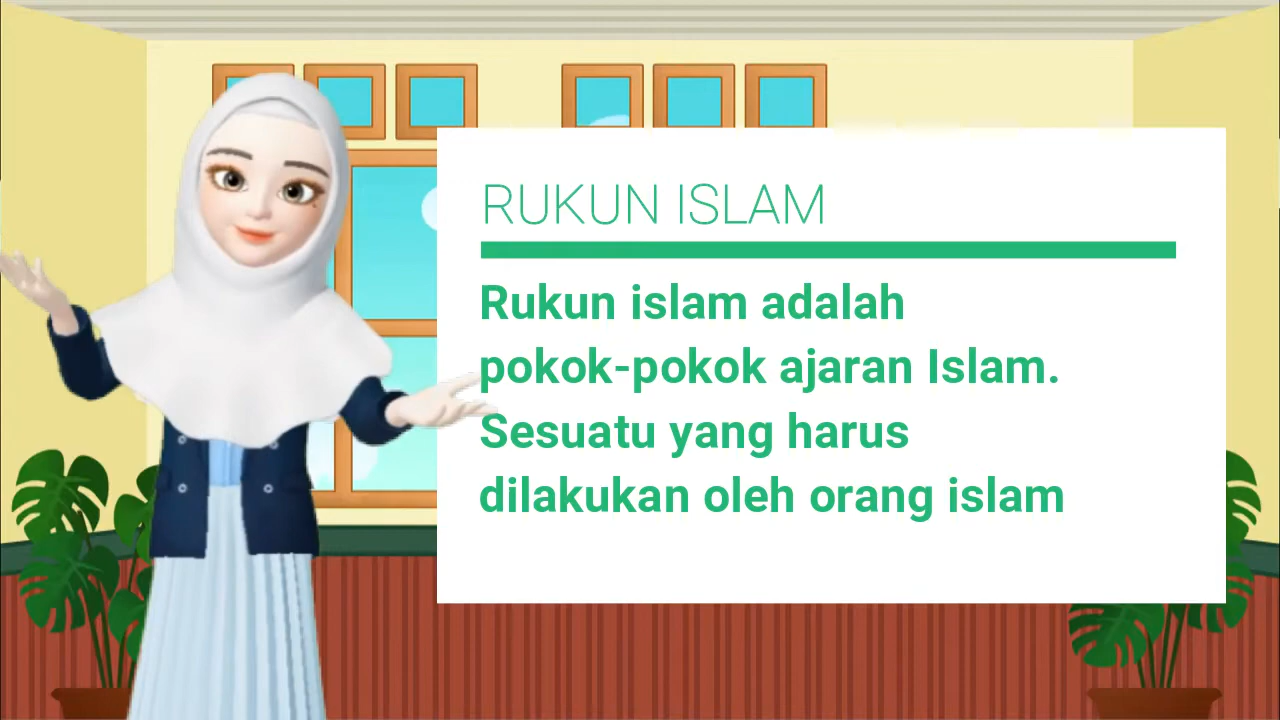 RUKUN ISLAM
Rukun islam adalah
pokok-pokok ajaran Islam.
Sesuatu yang harus
dilakukan oleh orang islam